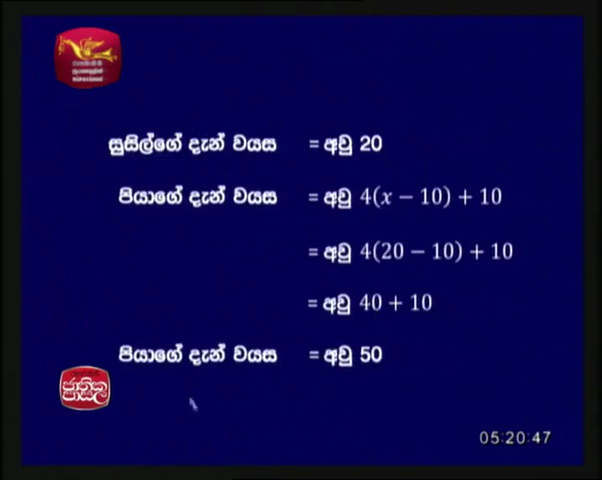 සුසිල්ගේ දැන් වයස = අවු 20
පියාගේ දැන් වයස = අවු 4(x − 10) + 10
= අවු 4(20 − 10) + 10
= අවු 40 + 10
පියාගේ දැන් වයස = අවු 50
ජාතික
පාසල
05:20:47